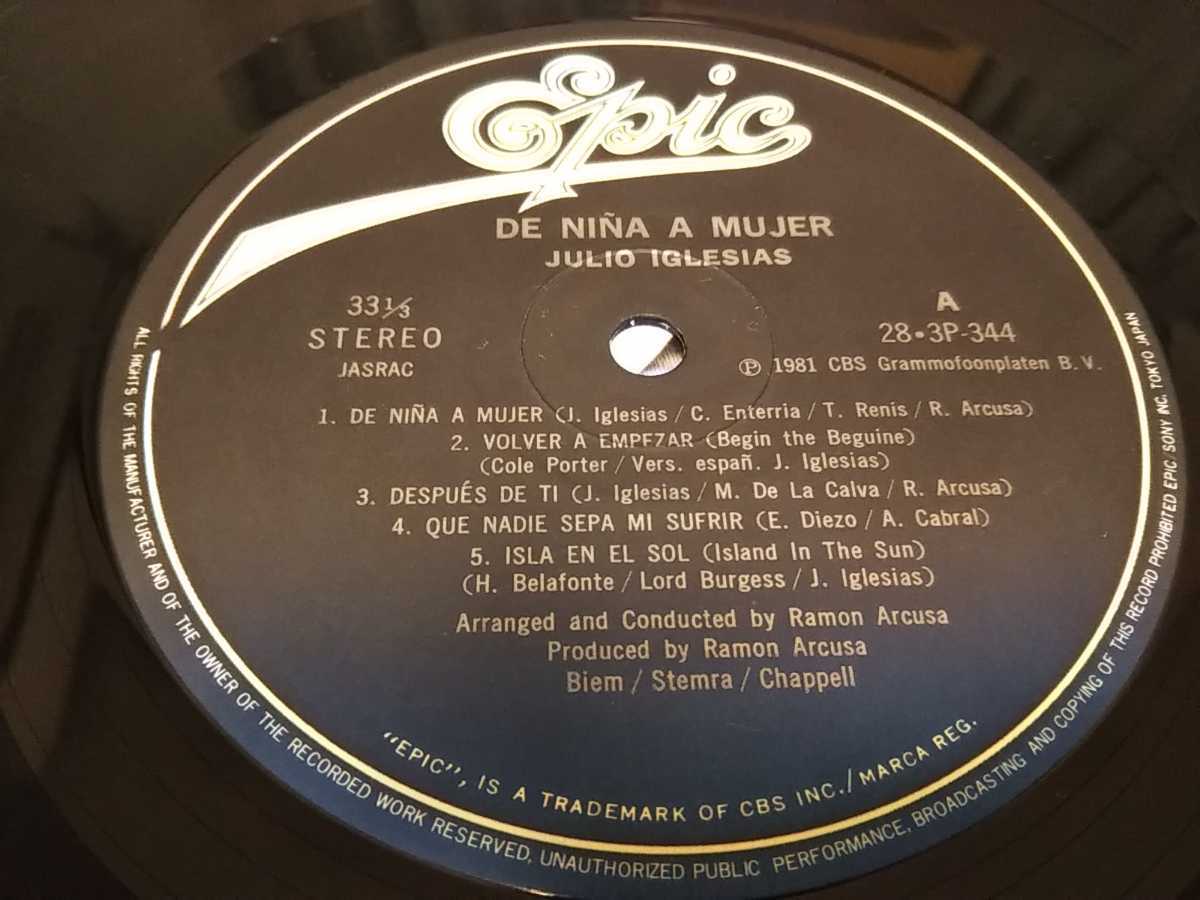 Epic
DE NIÑA A MUJER
JULIO IGLESIAS
33⅓
STEREO
JASRAC
A
28•3P-344
Ⓟ 1981 CBS Grammofoonplaten B.V.
1. DE NIÑA A MUJER (J. Iglesias / C. Enterria / T. Renis / R. Arcusa)
2. VOLVER A EMPEZAR (Begin the Beguine)
(Cole Porter / Vers. españ. J. Iglesias)
3. DESPUÉS DE TI (J. Iglesias / M. De La Calva / R. Arcusa)
4. QUE NADIE SEPA MI SUFRIR (E. Diezo / A. Cabral)
5. ISLA EN EL SOL (Island In The Sun)
(H. Belafonte / Lord Burgess / J. Iglesias)
Arranged and Conducted by Ramon Arcusa
Produced by Ramon Arcusa
Biem / Stemra / Chappell
"EPIC", IS A TRADEMARK OF CBS INC./MARCA REG.
ALL RIGHTS OF THE MANUFACTURER AND OF THE OWNER OF THE RECORDED WORK RESERVED, UNAUTHORIZED PUBLIC PERFORMANCE, BROADCASTING AND COPYING OF THIS RECORD PROHIBITED EPIC SONY INC. TOKYO JAPAN